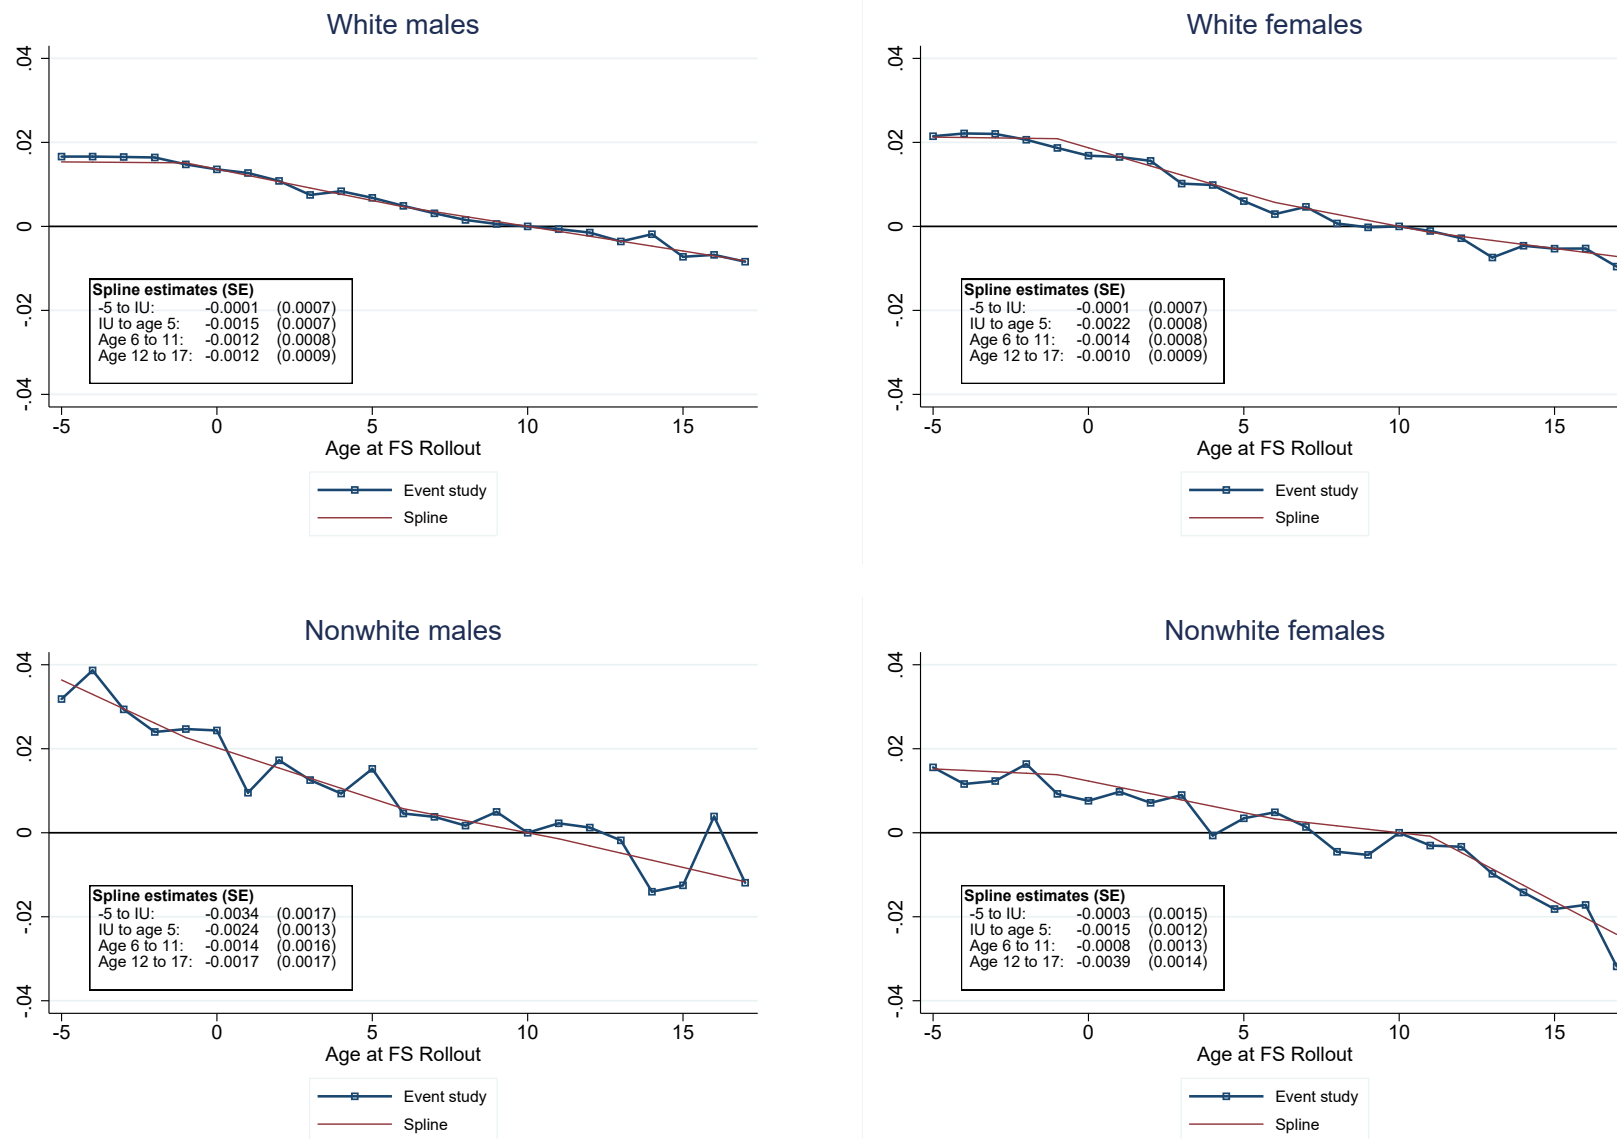 White males
.04
.02
0
-.02
-.04
Spline estimates (SE)
-5 to IU: -0.0001 (0.0007)
IU to age 5: -0.0015 (0.0007)
Age 6 to 11: -0.0012 (0.0008)
Age 12 to 17: -0.0012 (0.0009)
-5 0 5 10 15
Age at FS Rollout
Event study
Spline
White females
.04
.02
0
-.02
-.04
Spline estimates (SE)
-5 to IU: -0.0001 (0.0007)
IU to age 5: -0.0022 (0.0008)
Age 6 to 11: -0.0014 (0.0008)
Age 12 to 17: -0.0010 (0.0009)
-5 0 5 10 15
Age at FS Rollout
Event study
Spline
Nonwhite males
.04
.02
0
-.02
-.04
Spline estimates (SE)
-5 to IU: -0.0034 (0.0017)
IU to age 5: -0.0024 (0.0013)
Age 6 to 11: -0.0014 (0.0016)
Age 12 to 17: -0.0017 (0.0017)
-5 0 5 10 15
Age at FS Rollout
Event study
Spline
Nonwhite females
.04
.02
0
-.02
-.04
Spline estimates (SE)
-5 to IU: -0.0003 (0.0015)
IU to age 5: -0.0015 (0.0012)
Age 6 to 11: -0.0008 (0.0013)
Age 12 to 17: -0.0039 (0.0014)
-5 0 5 10 15
Age at FS Rollout
Event study
Spline